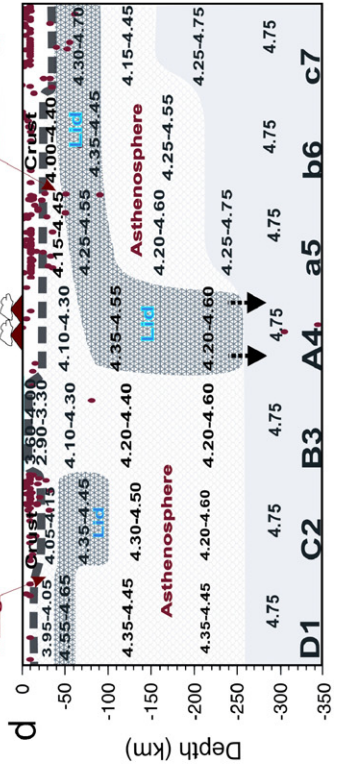 d
Depth (km)
0
-50
-100
-150
-200
-250
-300
-350
Crust
3.60-4.00
Crust
3.95-4.05
4.05-4.15
2.90-3.30
4.15-4.45
4.00-4.40
4.30-4.70
4.55-4.65
4.35-4.45
Lid
4.10-4.30
4.10-4.30
4.25-4.55
4.35-4.45
Lid
4.35-4.45
4.30-4.50
4.20-4.40
4.35-4.55
Lid
Asthenosphere
4.15-4.45
Asthenosphere
4.20-4.60
4.25-4.55
4.35-4.45
4.20-4.60
4.20-4.60
4.20-4.60
4.25-4.75
4.25-4.75
4.75
4.75
4.75
4.75
4.75
4.75
4.75
D1
C2
B3
A4
a5
b6
c7